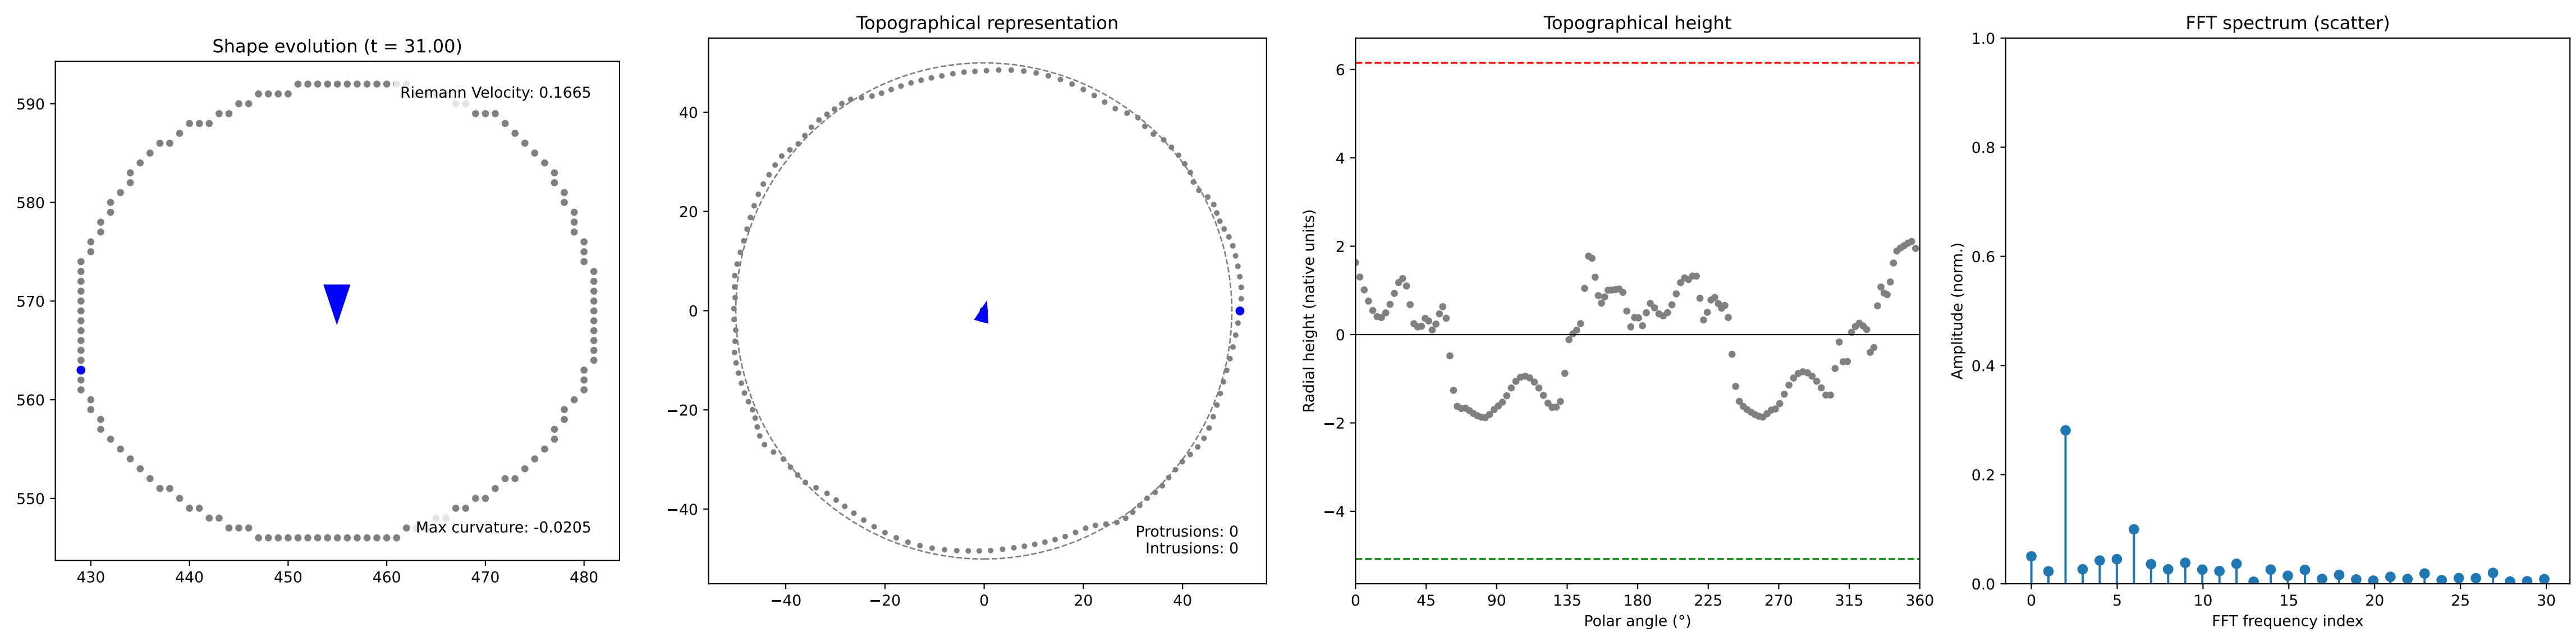 Shape evolution (t = 31.00)
Riemann Velocity: 0.1665
Max curvature: -0.0205
590
580
570
560
550
430 440 450 460 470 480
Topographical representation
40
20
0
−20
−40
−40 −20 0 20 40
Protrusions: 0
Intrusions: 0
Topographical height
Radial height (native units)
6
4
2
0
−2
−4
0 45 90 135 180 225 270 315 360
Polar angle (°)
FFT spectrum (scatter)
Amplitude (norm.)
1.0
0.8
0.6
0.4
0.2
0.0
0 5 10 15 20 25 30
FFT frequency index